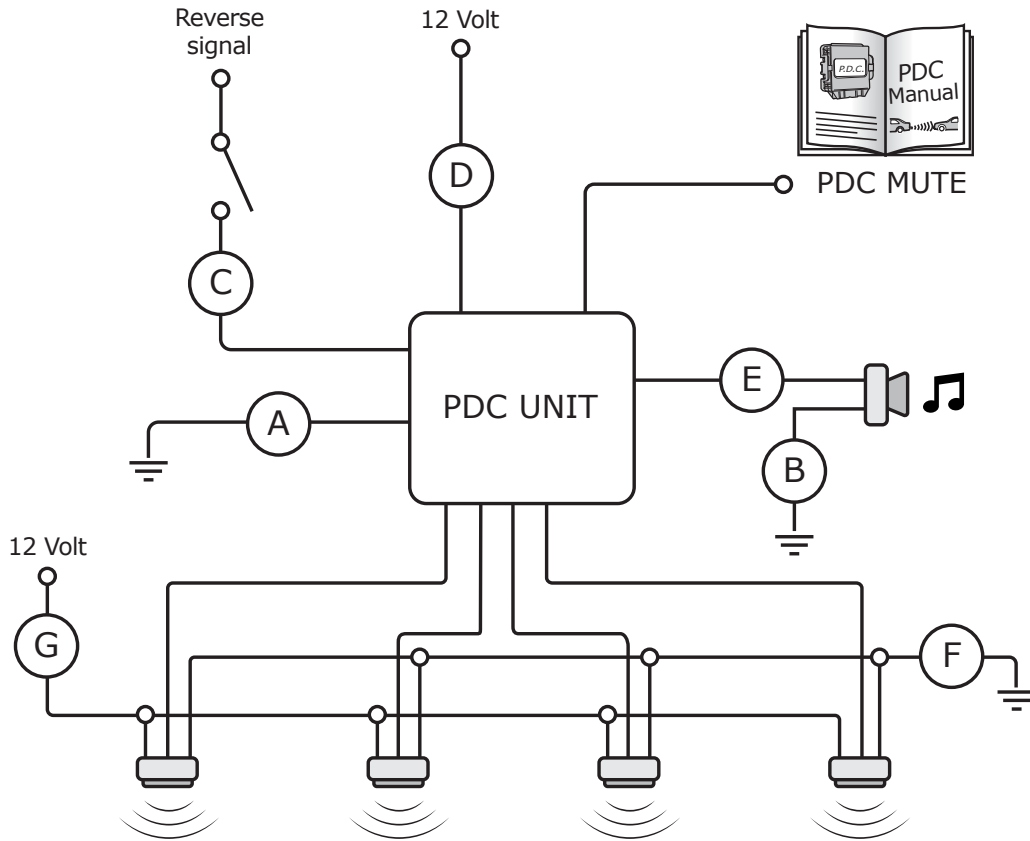 Reverse
signal
12 Volt
P.D.C.
PDC
Manual
PDC MUTE
D
C
E
PDC UNIT
A
B
12 Volt
G
F